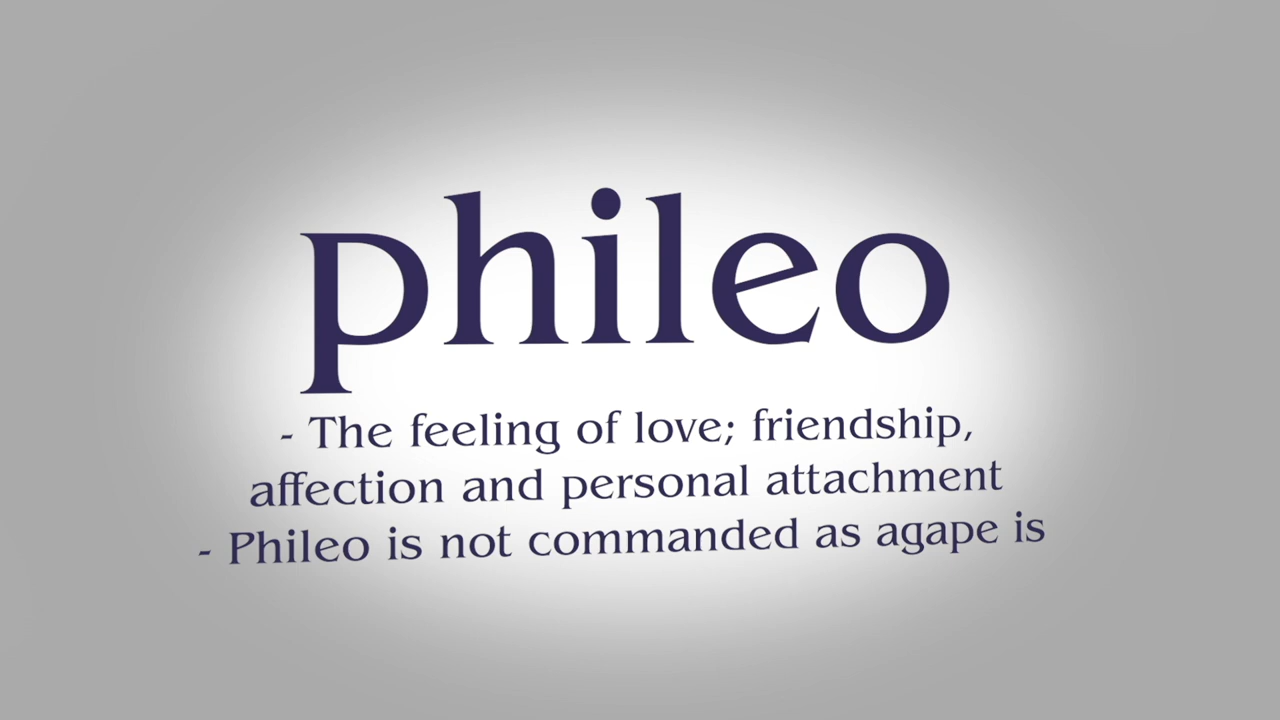 phileo
- The feeling of love; friendship,
affection and personal attachment
- Phileo is not commanded as agape is